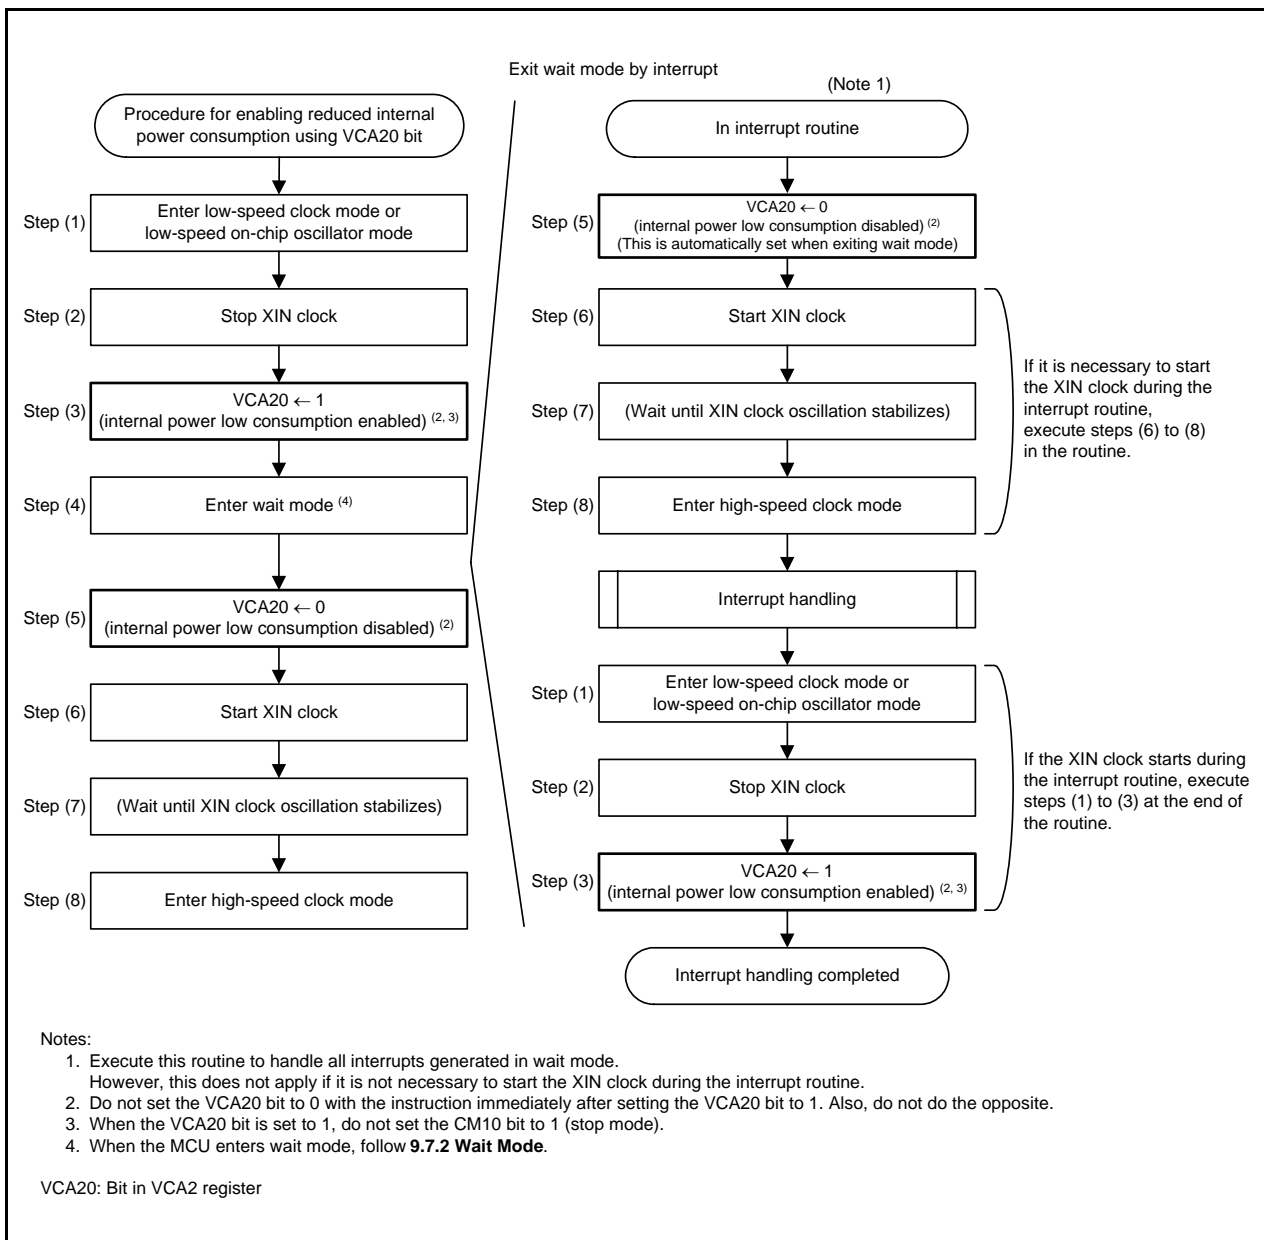 Exit wait mode by interrupt
(Note 1)
Procedure for enabling reduced internal
power consumption using VCA20 bit
Step (1)
Enter low-speed clock mode or
low-speed on-chip oscillator mode
Step (2)
Stop XIN clock
Step (3)
VCA20 ← 1
(internal power low consumption enabled) (2, 3)
Step (4)
Enter wait mode (4)
Step (5)
VCA20 ← 0
(internal power low consumption disabled) (2)
Step (6)
Start XIN clock
Step (7)
(Wait until XIN clock oscillation stabilizes)
Step (8)
Enter high-speed clock mode
In interrupt routine
Step (5)
VCA20 ← 0
(internal power low consumption disabled) (2)
(This is automatically set when exiting wait mode)
Step (6)
Start XIN clock
Step (7)
(Wait until XIN clock oscillation stabilizes)
Step (8)
Enter high-speed clock mode
If it is necessary to start
the XIN clock during the
interrupt routine,
execute steps (6) to (8)
in the routine.
Interrupt handling
Step (1)
Enter low-speed clock mode or
low-speed on-chip oscillator mode
Step (2)
Stop XIN clock
Step (3)
VCA20 ← 1
(internal power low consumption enabled) (2, 3)
If the XIN clock starts during
the interrupt routine, execute
steps (1) to (3) at the end of
the routine.
Interrupt handling completed
Notes:
1. Execute this routine to handle all interrupts generated in wait mode.
However, this does not apply if it is not necessary to start the XIN clock during the interrupt routine.
2. Do not set the VCA20 bit to 0 with the instruction immediately after setting the VCA20 bit to 1. Also, do not do the opposite.
3. When the VCA20 bit is set to 1, do not set the CM10 bit to 1 (stop mode).
4. When the MCU enters wait mode, follow 9.7.2 Wait Mode.
VCA20: Bit in VCA2 register